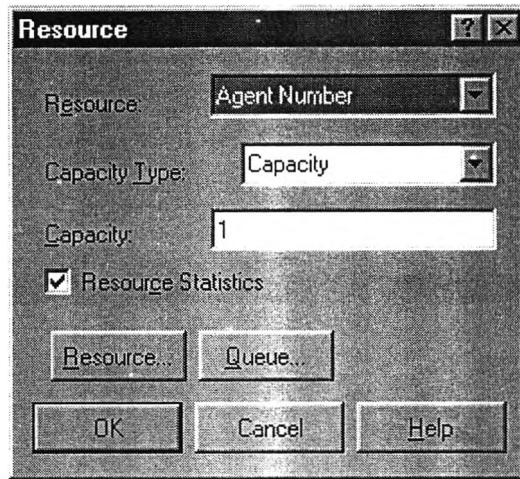 Resource ? ×
Resource: Agent Number
Capacity Type: Capacity
Capacity: 1
Resource Statistics
Resource... Queue...
OK Cancel Help